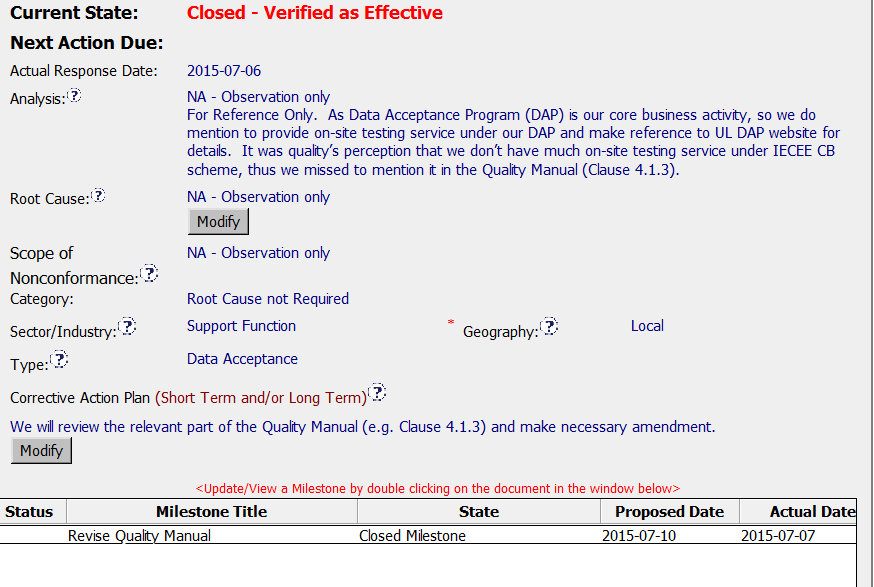 Current State: Closed - Verified as Effective
Next Action Due:
Actual Response Date: 2015-07-06
Analysis:? NA - Observation only
For Reference Only.  As Data Acceptance Program (DAP) is our core business activity, so we do
mention to provide on-site testing service under our DAP and make reference to UL DAP website for
details.  It was quality’s perception that we don’t have much on-site testing service under IECEE CB
scheme, thus we missed to mention it in the Quality Manual (Clause 4.1.3).
Root Cause:? NA - Observation only
Modify
Scope of NA - Observation only
Nonconformance:?
Category: Root Cause not Required
Sector/Industry:? Support Function * Geography:? Local
Type:? Data Acceptance
Corrective Action Plan (Short Term and/or Long Term)?
We will review the relevant part of the Quality Manual (e.g. Clause 4.1.3) and make necessary amendment.
Modify
<Update/View a Milestone by double clicking on the document in the window below>
Status Milestone Title State Proposed Date Actual Date
Revise Quality Manual Closed Milestone 2015-07-10 2015-07-07